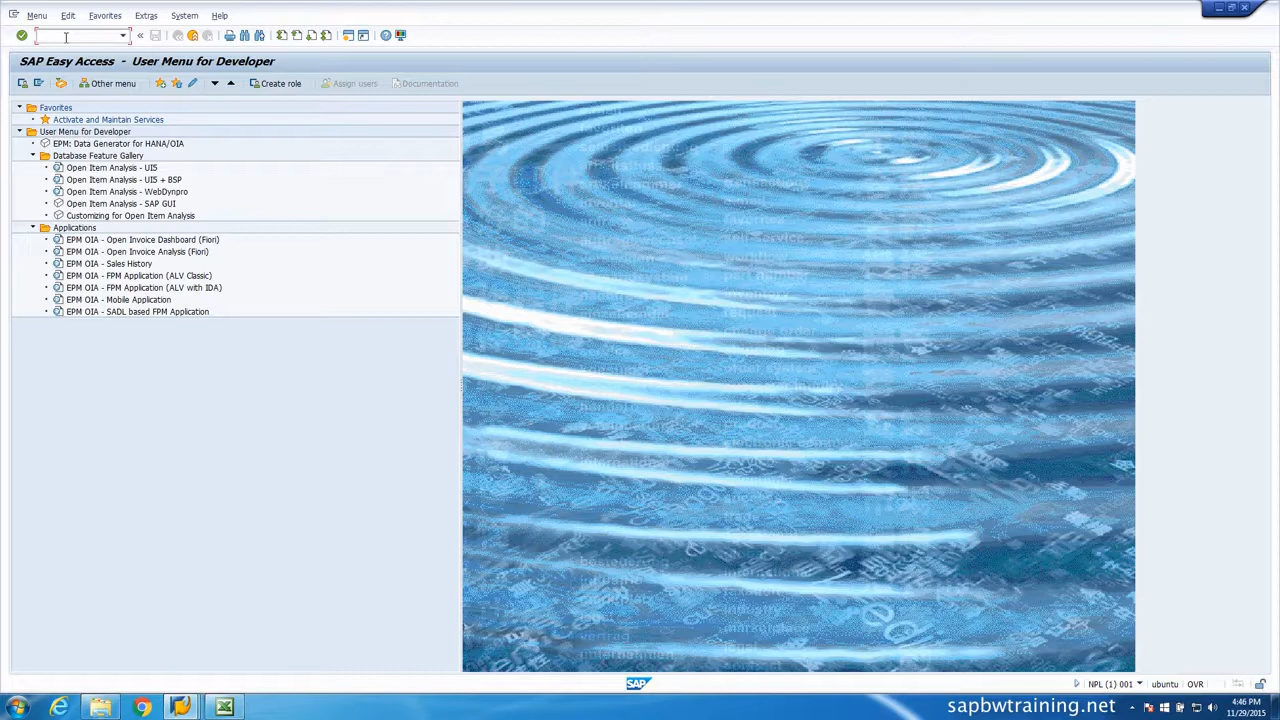 Menu Edit Favorites Extras System Help
SAP Easy Access - User Menu for Developer
Other menu Create role Assign users Documentation
Favorites
Activate and Maintain Services
User Menu for Developer
EPM: Data Generator for HANA/OIA
Database Feature Gallery
Open Item Analysis - UI5
Open Item Analysis - UI5 + BSP
Open Item Analysis - WebDynpro
Open Item Analysis - SAP GUI
Customizing for Open Item Analysis
Applications
EPM OIA - Open Invoice Dashboard (Fiori)
EPM OIA - Open Invoice Analysis (Fiori)
EPM OIA - Sales History
EPM OIA - FPM Application (ALV Classic)
EPM OIA - FPM Application (ALV with IDA)
EPM OIA - Mobile Application
EPM OIA - SADL based FPM Application
SAP
NPL (1) 001 ubuntu OVR
sapbwtraining.net
4:46 PM
11/29/2015